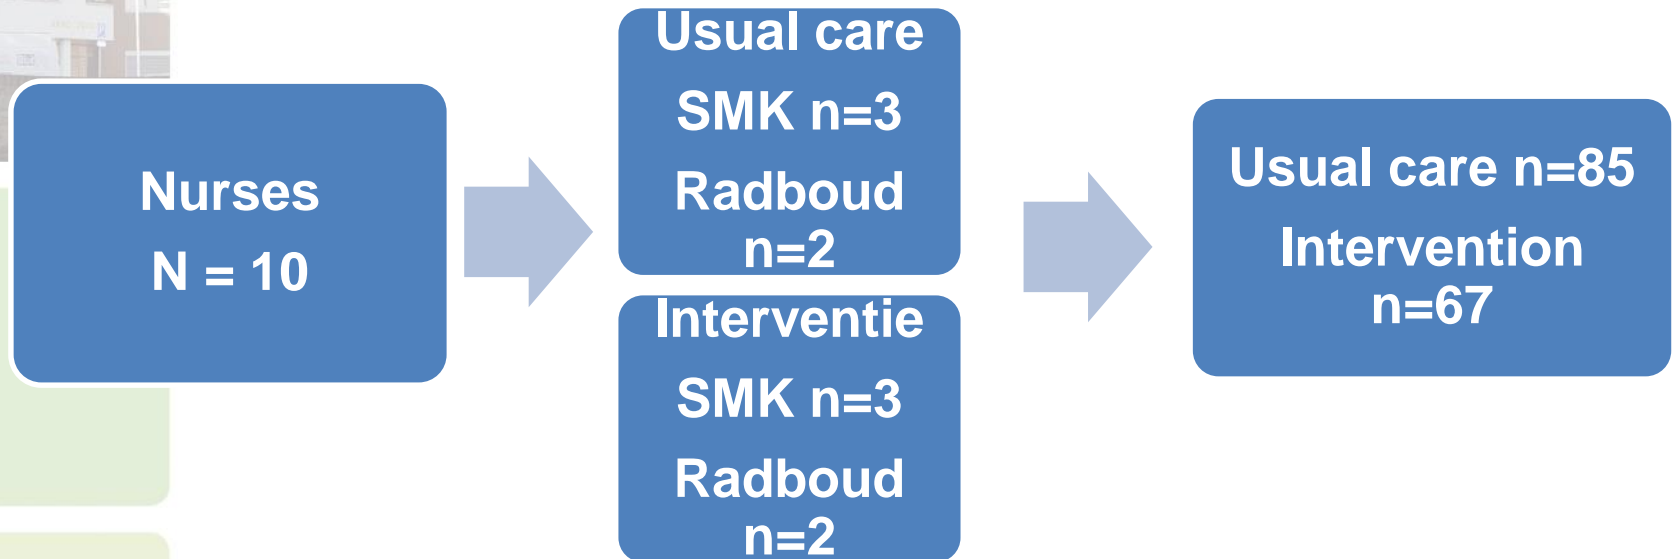 Nurses
N = 10
Usual care
SMK n=3
Radboud
n=2
Interventie
SMK n=3
Radboud
n=2
Usual care n=85
Intervention
n=67